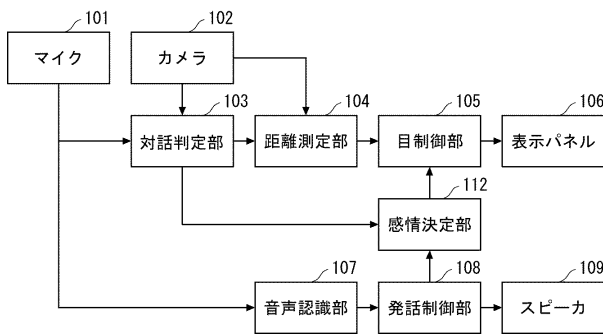 101
102
マイク
カメラ
103
104
105
106
対話判定部
距離測定部
目制御部
表示パネル
112
感情決定部
107
108
109
音声認識部
発話制御部
スピーカ